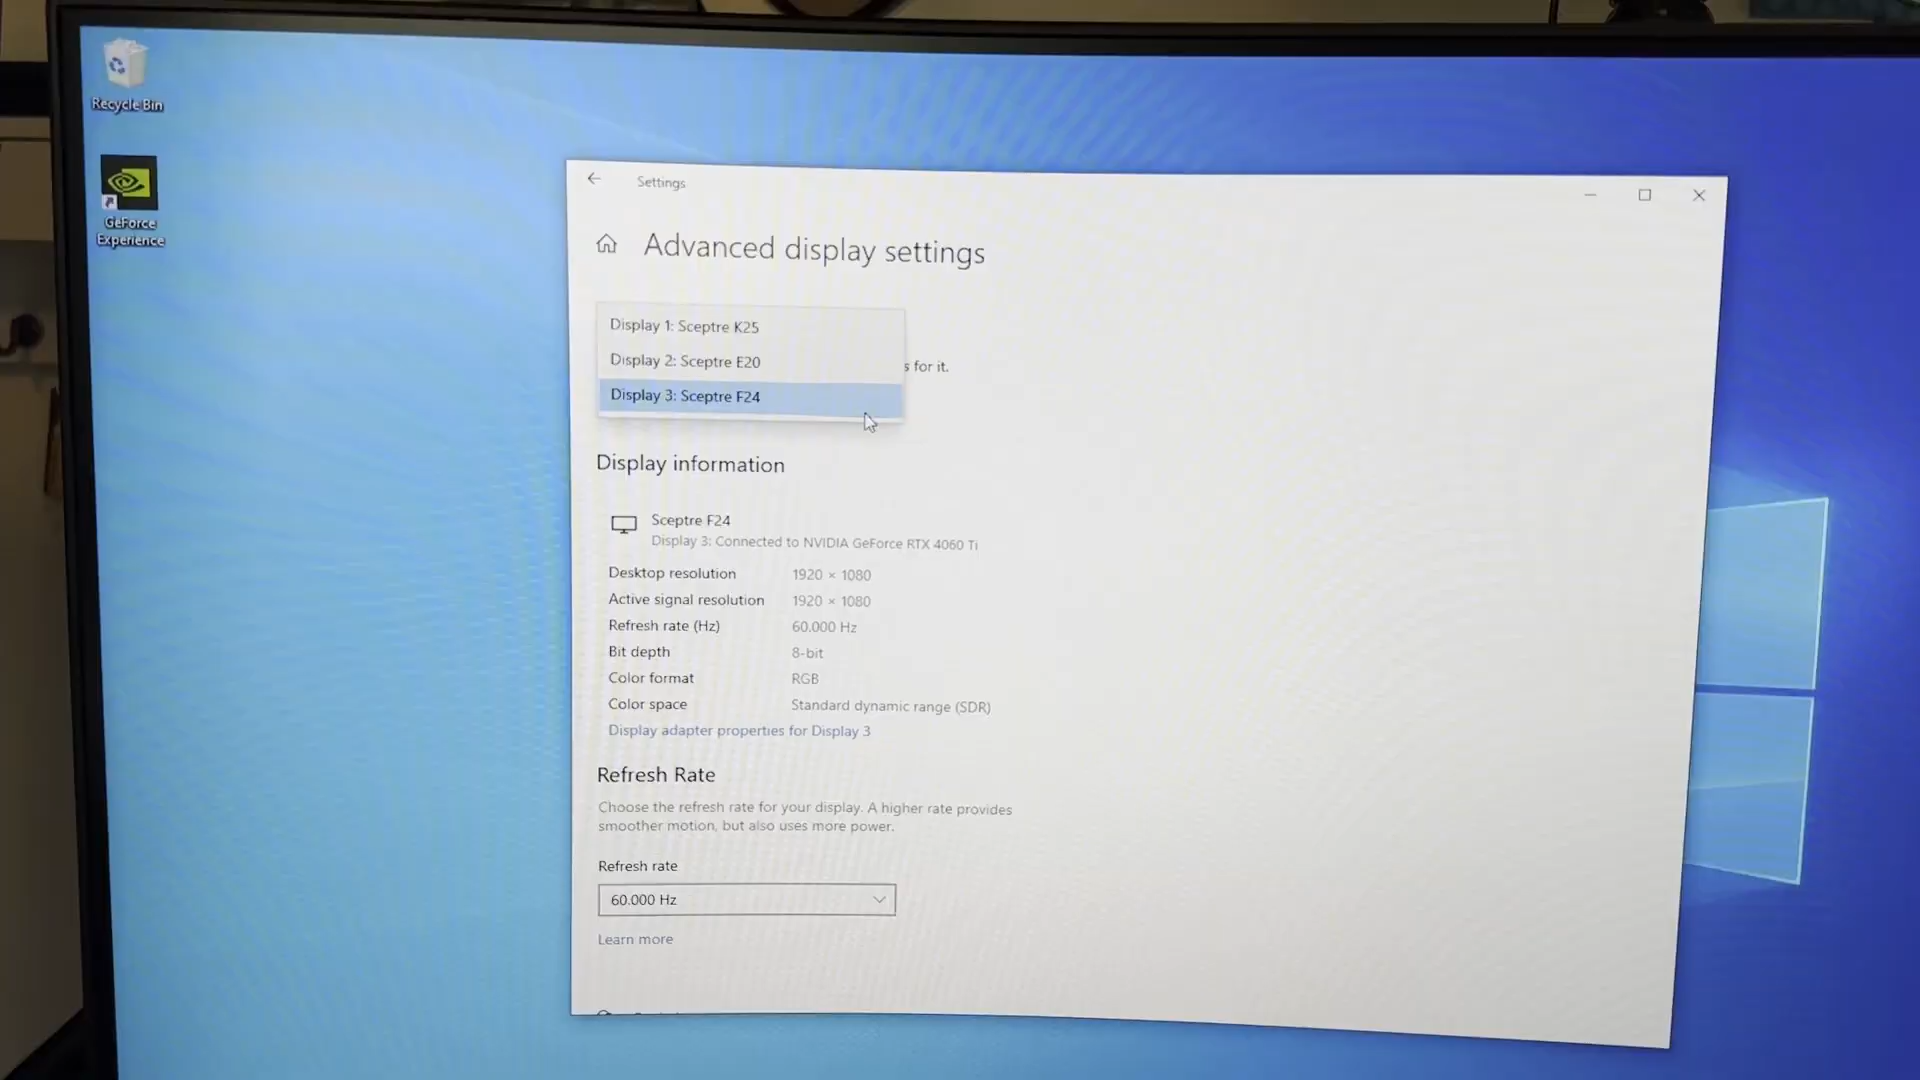 Recycle Bin
GeForce
Experience
Settings
Advanced display settings
Display 1: Sceptre K25
Display 2: Sceptre E20
s for it.
Display 3: Sceptre F24
Display information
Sceptre F24
Display 3: Connected to NVIDIA GeForce RTX 4060 Ti
Desktop resolution 1920 × 1080
Active signal resolution 1920 × 1080
Refresh rate (Hz) 60.000 Hz
Bit depth 8-bit
Color format RGB
Color space Standard dynamic range (SDR)
Display adapter properties for Display 3
Refresh Rate
Choose the refresh rate for your display. A higher rate provides
smoother motion, but also uses more power.
Refresh rate
60.000 Hz
Learn more